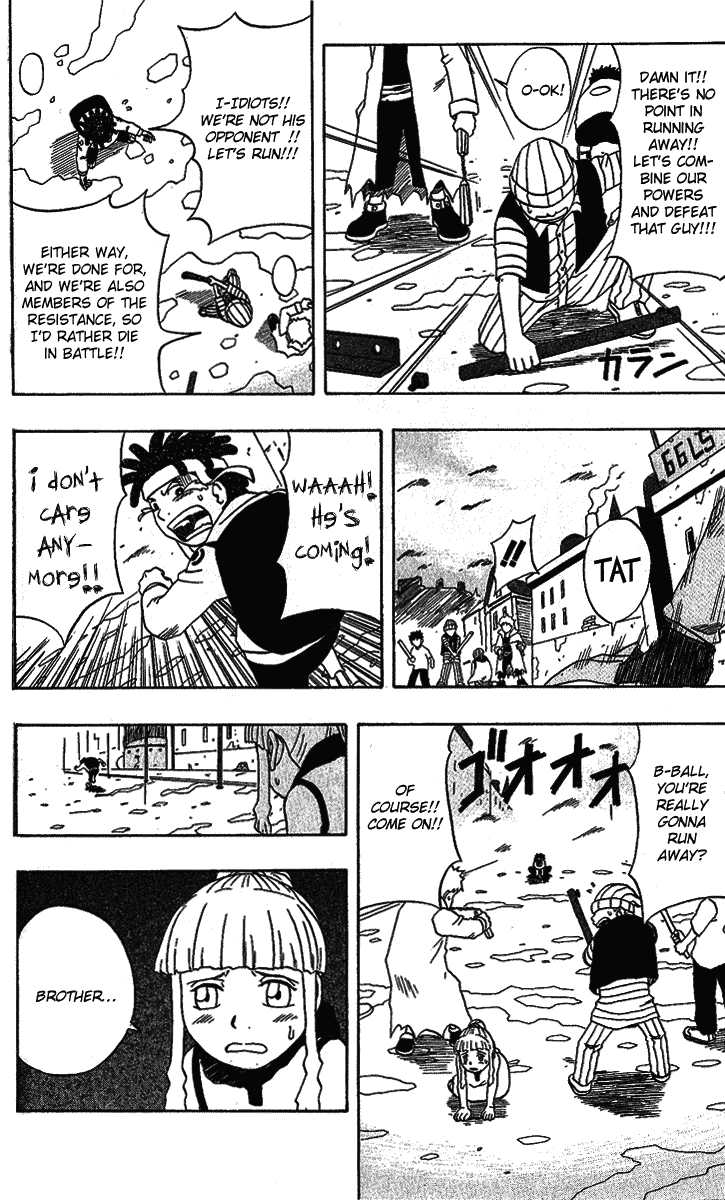 DAMN IT!!
THERE'S NO
POINT IN
RUNNING
AWAY!!
LET'S COM-
BINE OUR
POWERS
AND DEFEAT
THAT GUY!!!
O-OK!
ガラン
I-IDIOTS!!
WE'RE NOT HIS
OPPONENT !!
LET'S RUN!!!
EITHER WAY,
WE'RE DONE FOR,
AND WE'RE ALSO
MEMBERS OF THE
RESISTANCE, SO
I'D RATHER DIE
IN BATTLE!!
66LS
TAT
!!
WAAAH!
HE'S
COMING!
I DON'T
CARE
ANY-
MORE!!
B-BALL,
YOU'RE
REALLY
GONNA
RUN
AWAY?
ゴオオオ
OF
COURSE!!
COME ON!!
BROTHER...